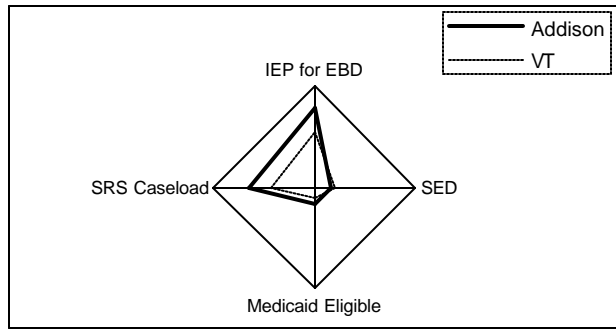 Addison
VT
IEP for EBD
SRS Caseload
SED
Medicaid Eligible